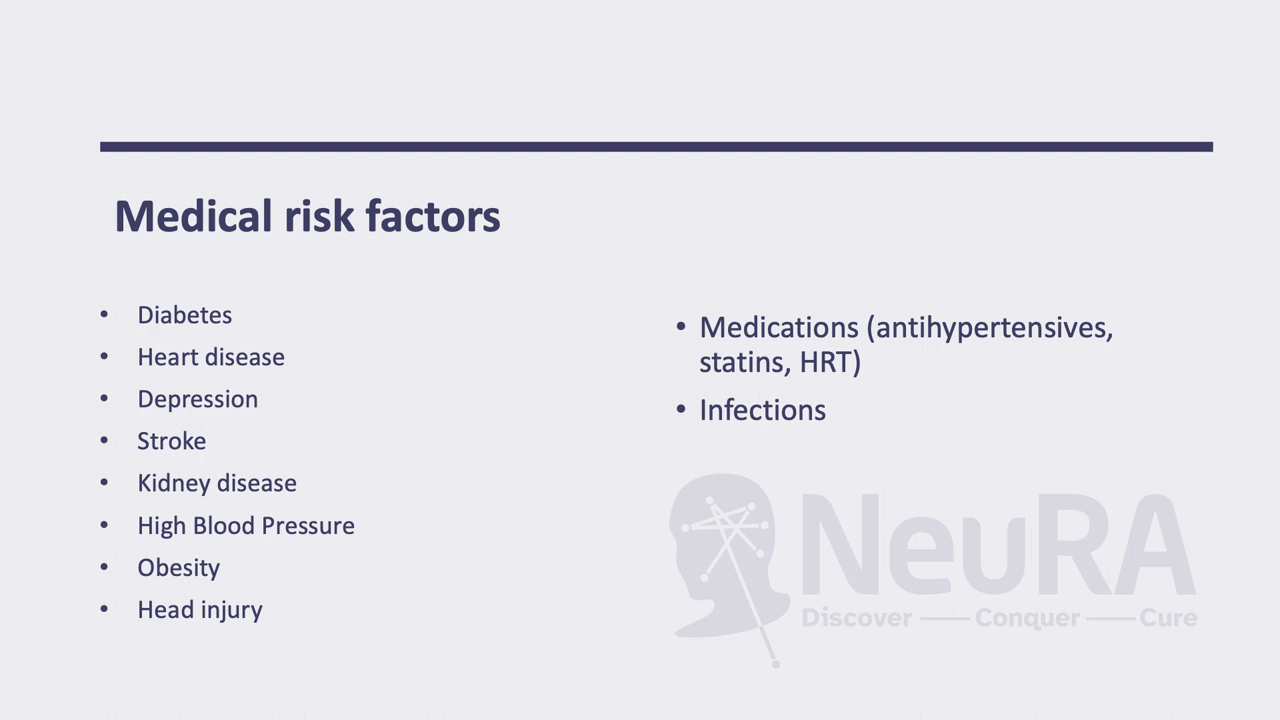 Medical risk factors
• Diabetes
• Heart disease
• Depression
• Stroke
• Kidney disease
• High Blood Pressure
• Obesity
• Head injury
• Medications (antihypertensives,
statins, HRT)
• Infections
NeuRA
Discover — Conquer — Cure